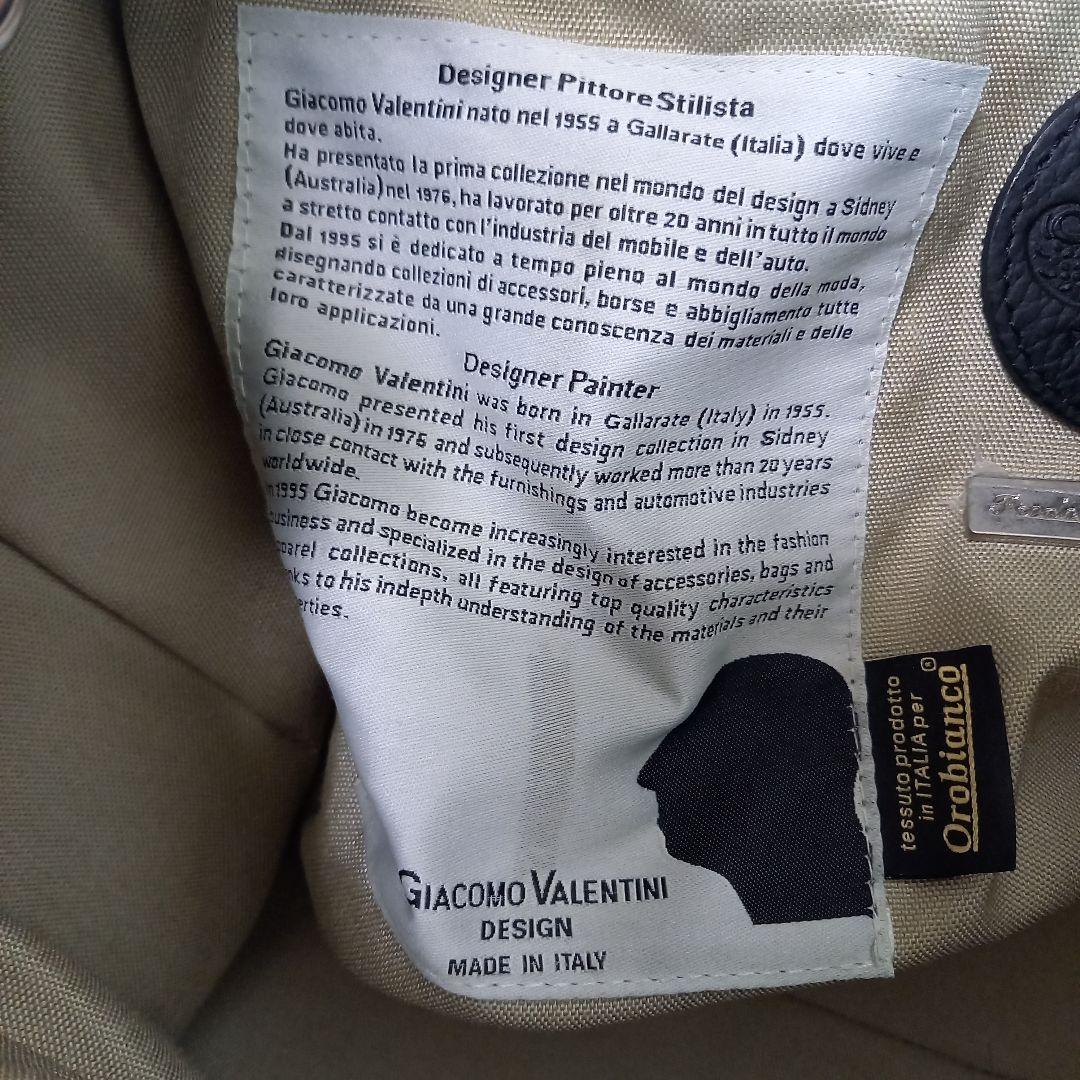 Designer Pittore Stilista
Giacomo Valentini nato nel 1955 a Gallarate (Italia) dove vive e
dove abita.
Ha presentato la prima collezione nel mondo del design a Sidney
(Australia) nel 1976, ha lavorato per oltre 20 anni in tutto il mondo
a stretto contatto con l'industria del mobile e dell'auto.
Dal 1995 si è dedicato a tempo pieno al mondo della moda,
disegnando collezioni di accessori, borse e abbigliamento tutte
caratterizzate da una grande conoscenza dei materiali e delle
loro applicazioni.
Designer Painter
Giacomo Valentini was born in Gallarate (Italy) in 1955.
Giacomo presented his first design collection in Sidney
(Australia) in 1976 and subsequently worked more than 20 years
in close contact with the furnishings and automotive industries
worldwide.
in 1995 Giacomo become increasingly interested in the fashion
business and specialized in the design of accessories, bags and
parel collections, all featuring top quality characteristics
ks to his indepth understanding of the materials and their
erties.
GIACOMO VALENTINI
DESIGN
MADE IN ITALY
tessuto prodotto
in ITALIA per
Orobianco®